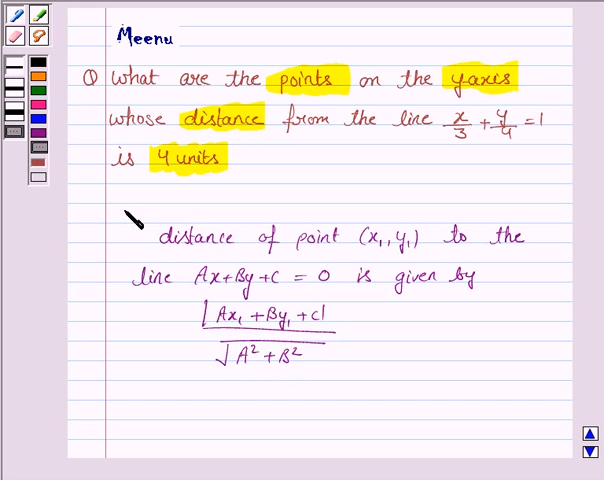 Meenu
Q What are the points on the yaxis
whose distance from the line x/3 + y/4 = 1
is 4 units
distance of point (x₁, y₁) to the
line Ax+By+C = 0 is given by
|Ax₁ + By₁ + C|
√A² + B²